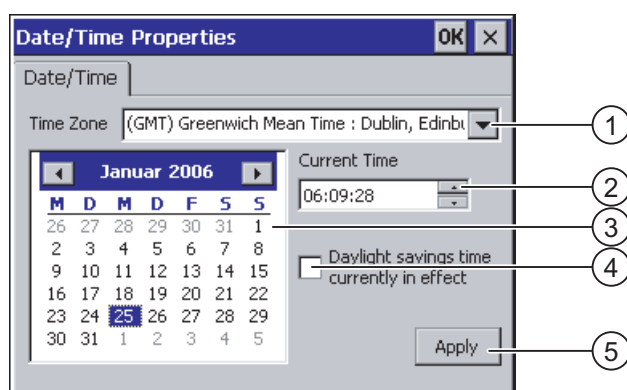 Date/Time Properties OK ×
Date/Time
Time Zone (GMT) Greenwich Mean Time : Dublin, Edinbu 1
Januar 2006
Current Time
06:09:28 2
M D M D F S S
26 27 28 29 30 31 1 3
2 3 4 5 6 7 8
9 10 11 12 13 14 15
16 17 18 19 20 21 22
23 24 25 26 27 28 29
30 31 1 2 3 4 5
Daylight savings time
currently in effect 4
Apply 5